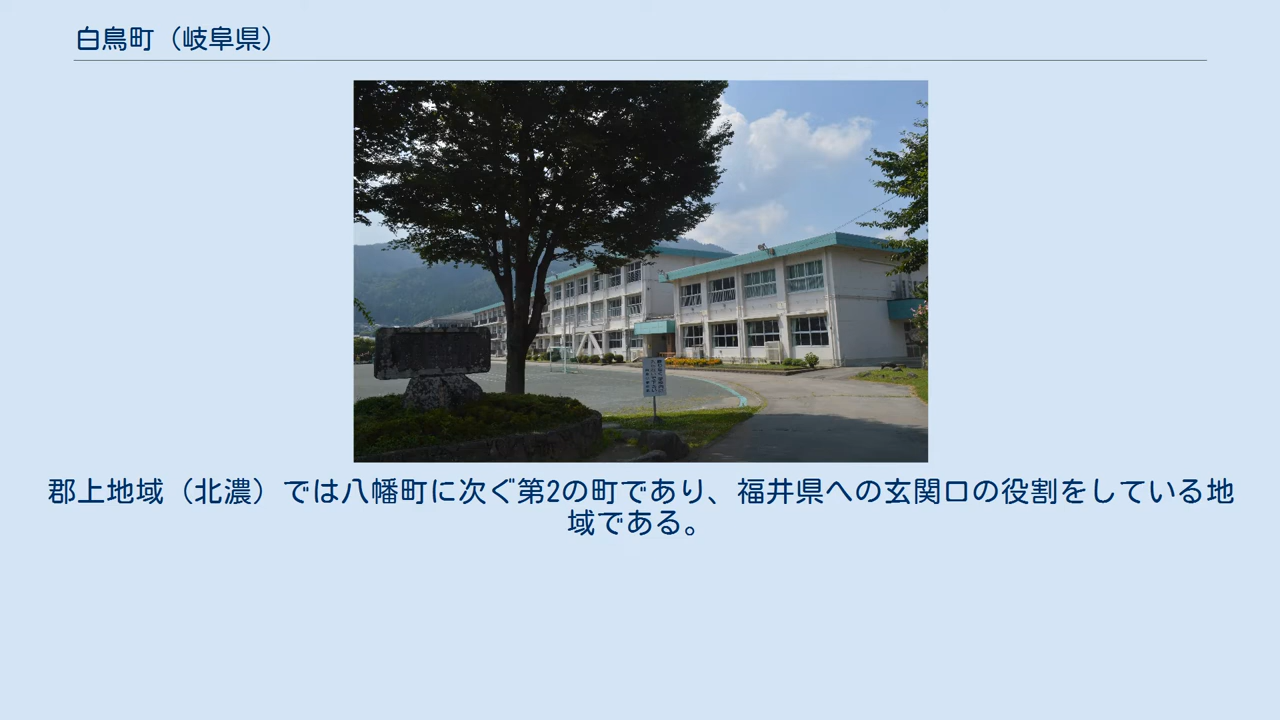 白鳥町（岐阜県）
郡上地域（北濃）では八幡町に次ぐ第2の町であり、福井県への玄関口の役割をしている地
域である。